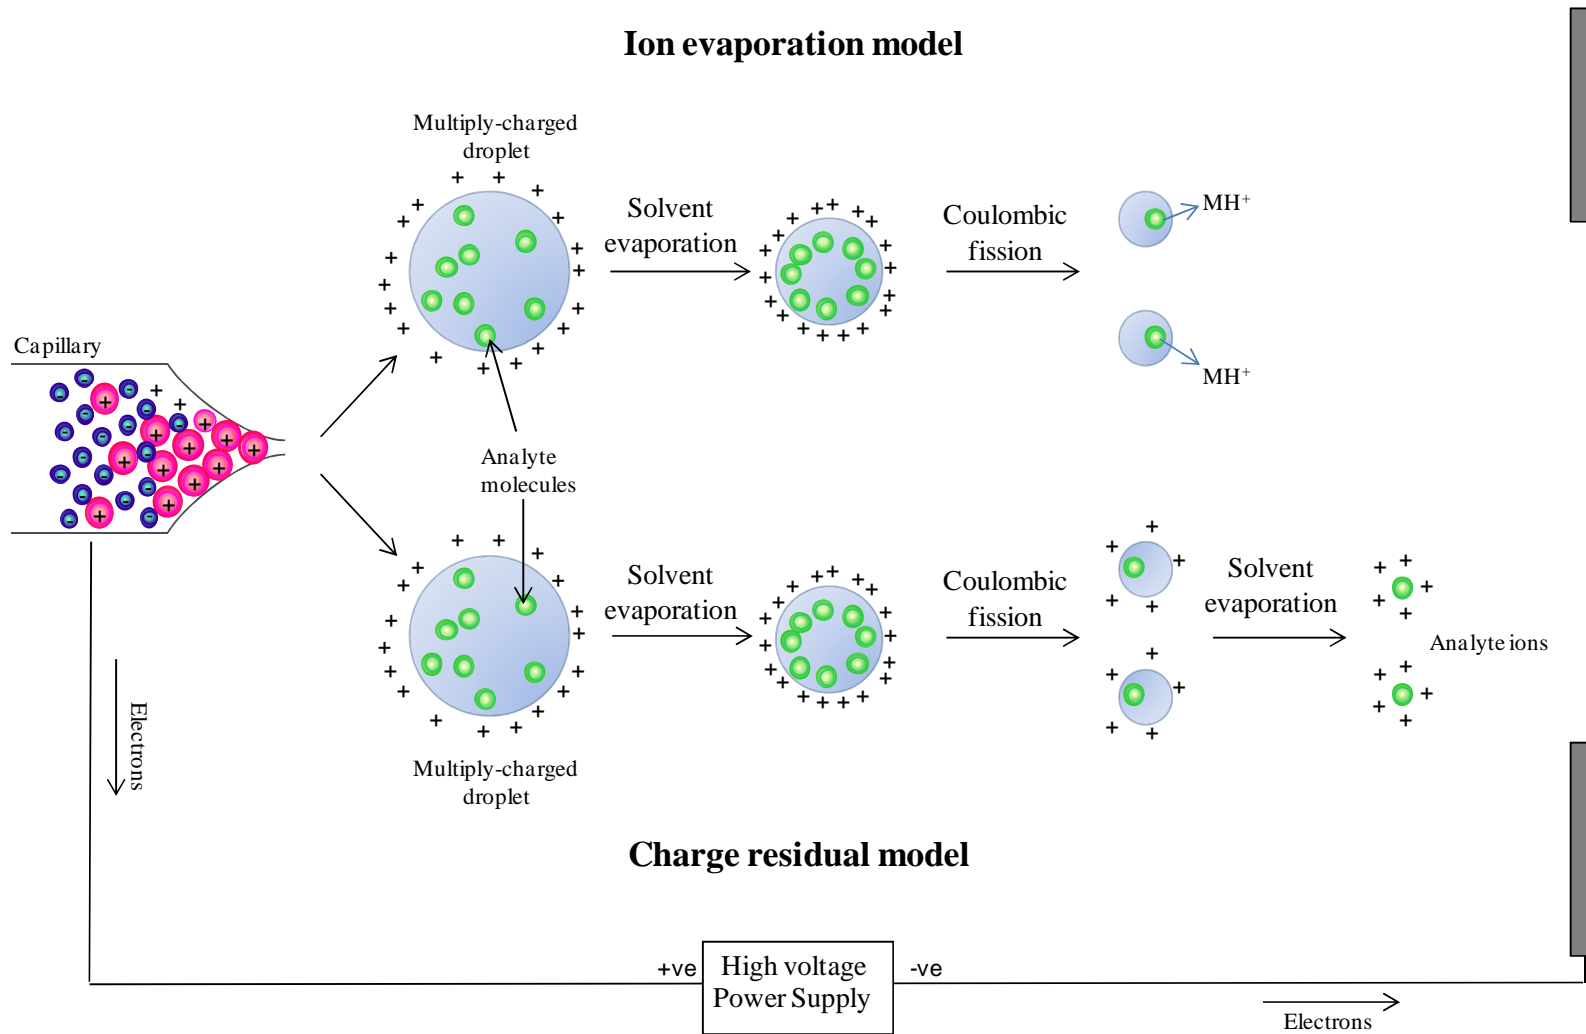 Ion evaporation model
Multiply-charged
droplet
Solvent
evaporation
Coulombic
fission
MH⁺
MH⁺
Capillary
Analyte
molecules
Solvent
evaporation
Coulombic
fission
Solvent
evaporation
Analyte ions
Electrons
Multiply-charged
droplet
Charge residual model
+ve
High voltage
Power Supply
-ve
Electrons